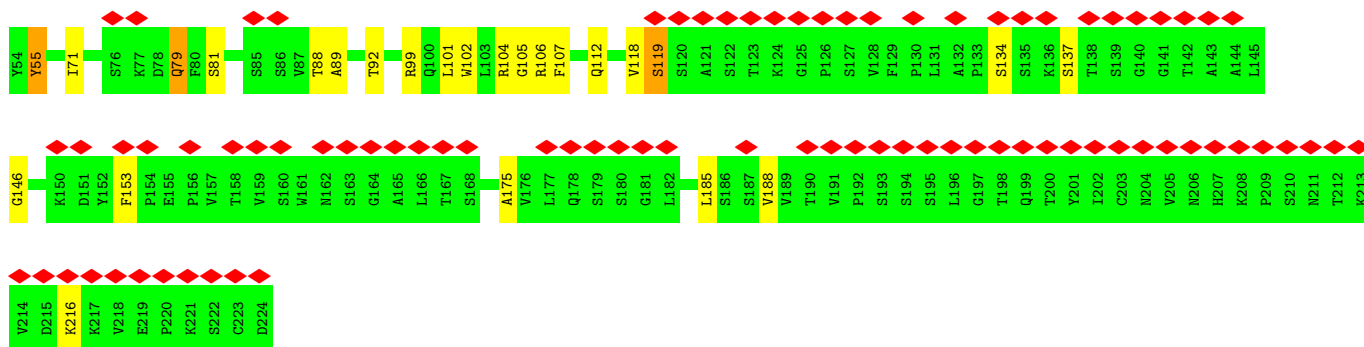 Y54 Y55 I71 S76 K77 D78 Q79 F80 S81 S85 S86 V87 T88 A89 T92 R99 Q100 L101 W102 L103 R104 G105 R106 F107 Q112 V118 S119 S120 A121 S122 T123 K124 G125 P126 S127 V128 F129 P130 L131 A132 P133 S134 S135 K136 S137 T138 S139 G140 G141 T142 A143 A144 L145
G146 K150 D151 Y152 F153 P154 E155 P156 V157 T158 V159 S160 W161 N162 S163 G164 A165 L166 T167 S168 A175 V176 L177 Q178 S179 S180 G181 L182 L185 S186 S187 V188 V189 T190 V191 P192 S193 S194 S195 L196 G197 T198 Q199 T200 Y201 I202 C203 N204 V205 N206 H207 K208 P209 S210 N211 T212 K213
V214 D215 K216 K217 V218 E219 P220 K221 S222 C223 D224